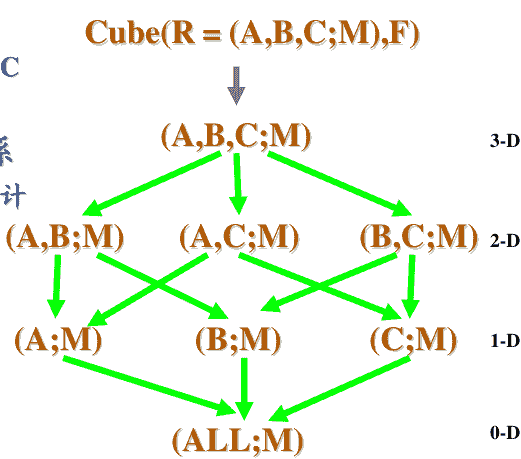 Cube(R = (A,B,C;M),F)
C
(A,B,C;M) 3-D
系
计
(A,B;M) (A,C;M) (B,C;M) 2-D
(A;M) (B;M) (C;M) 1-D
(ALL;M) 0-D